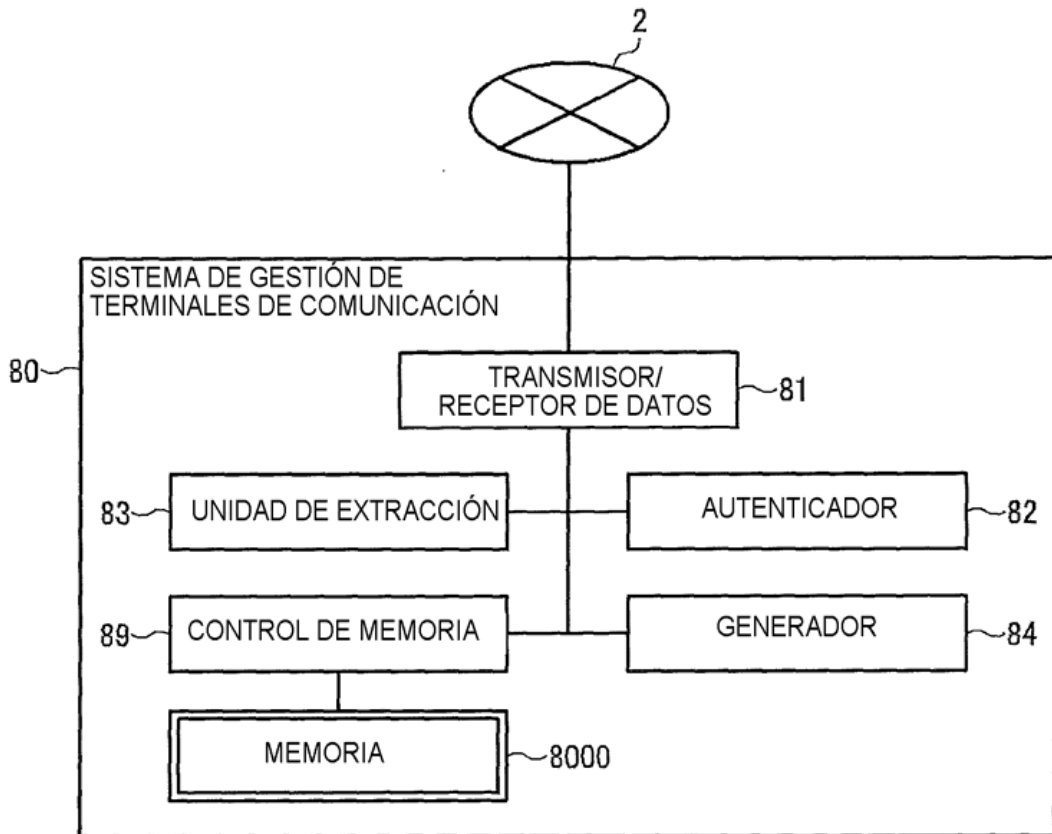 2
SISTEMA DE GESTIÓN DE
TERMINALES DE COMUNICACIÓN
80
TRANSMISOR/
RECEPTOR DE DATOS
81
83
UNIDAD DE EXTRACCIÓN
AUTENTICADOR
82
89
CONTROL DE MEMORIA
GENERADOR
84
MEMORIA
8000